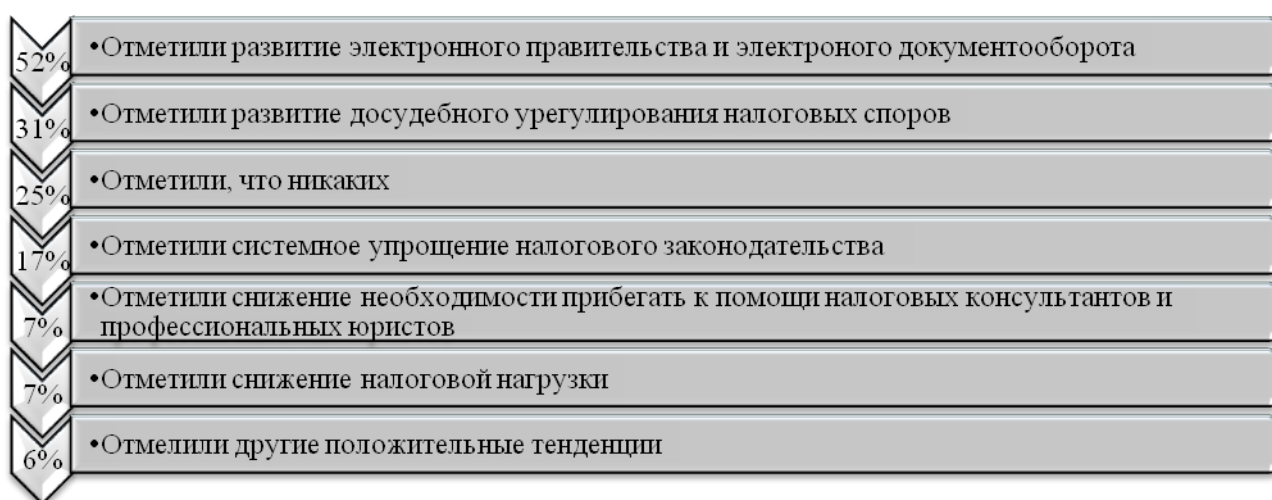 52%
•Отметили развитие электронного правительства и электроного документооборота
31%
•Отметили развитие досудебного урегулирования налоговых споров
25%
•Отметили, что никаких
17%
•Отметили системное упрощение налогового законодательства
7%
•Отметили снижение необходимости прибегать к помощи налоговых консультантов и
профессиональных юристов
7%
•Отметили снижение налоговой нагрузки
6%
•Отмелили другие положительные тенденции